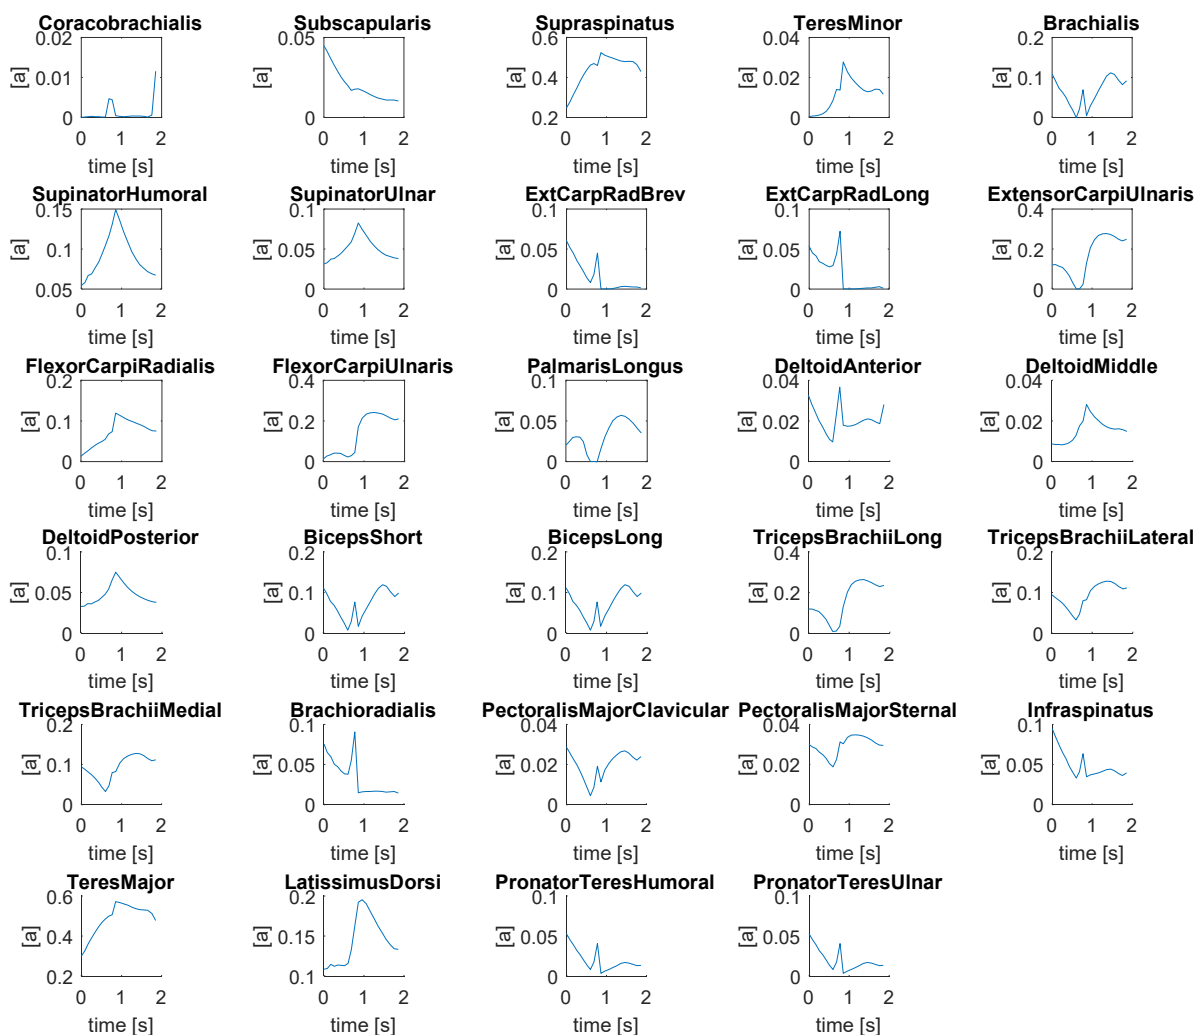 Coracobrachialis Subscapularis Supraspinatus TeresMinor Brachialis
0.02 0.05 0.6 0.04 0.2
[a] 0.01 [a] [a] 0.4 [a] 0.02 [a] 0.1
0 0 0.2 0 0
0 1 2 0 1 2 0 1 2 0 1 2 0 1 2
time [s] time [s] time [s] time [s] time [s]
SupinatorHumoral SupinatorUlnar ExtCarpRadBrev ExtCarpRadLong ExtensorCarpiUlnaris
0.15 0.1 0.1 0.1 0.4
[a] 0.1 [a] 0.05 [a] 0.05 [a] 0.05 [a] 0.2
0.05 0 0 0 0
0 1 2 0 1 2 0 1 2 0 1 2 0 1 2
time [s] time [s] time [s] time [s] time [s]
FlexorCarpiRadialis FlexorCarpiUlnaris PalmarisLongus DeltoidAnterior DeltoidMiddle
0.2 0.4 0.1 0.04 0.04
[a] 0.1 [a] 0.2 [a] 0.05 [a] 0.02 [a] 0.02
0 0 0 0 0
0 1 2 0 1 2 0 1 2 0 1 2 0 1 2
time [s] time [s] time [s] time [s] time [s]
DeltoidPosterior BicepsShort BicepsLong TricepsBrachiiLong TricepsBrachiiLateral
0.1 0.2 0.2 0.4 0.2
[a] 0.05 [a] 0.1 [a] 0.1 [a] 0.2 [a] 0.1
0 0 0 0 0
0 1 2 0 1 2 0 1 2 0 1 2 0 1 2
time [s] time [s] time [s] time [s] time [s]
TricepsBrachiiMedial Brachioradialis PectoralisMajorClavicular PectoralisMajorSternal Infraspinatus
0.2 0.1 0.04 0.04 0.1
[a] 0.1 [a] 0.05 [a] 0.02 [a] 0.02 [a] 0.05
0 0 0 0 0
0 1 2 0 1 2 0 1 2 0 1 2 0 1 2
time [s] time [s] time [s] time [s] time [s]
TeresMajor LatissimusDorsi PronatorTeresHumoral PronatorTeresUlnar
0.6 0.2 0.1 0.1
[a] 0.4 [a] 0.15 [a] 0.05 [a] 0.05
0.2 0.1 0 0
0 1 2 0 1 2 0 1 2 0 1 2
time [s] time [s] time [s] time [s]